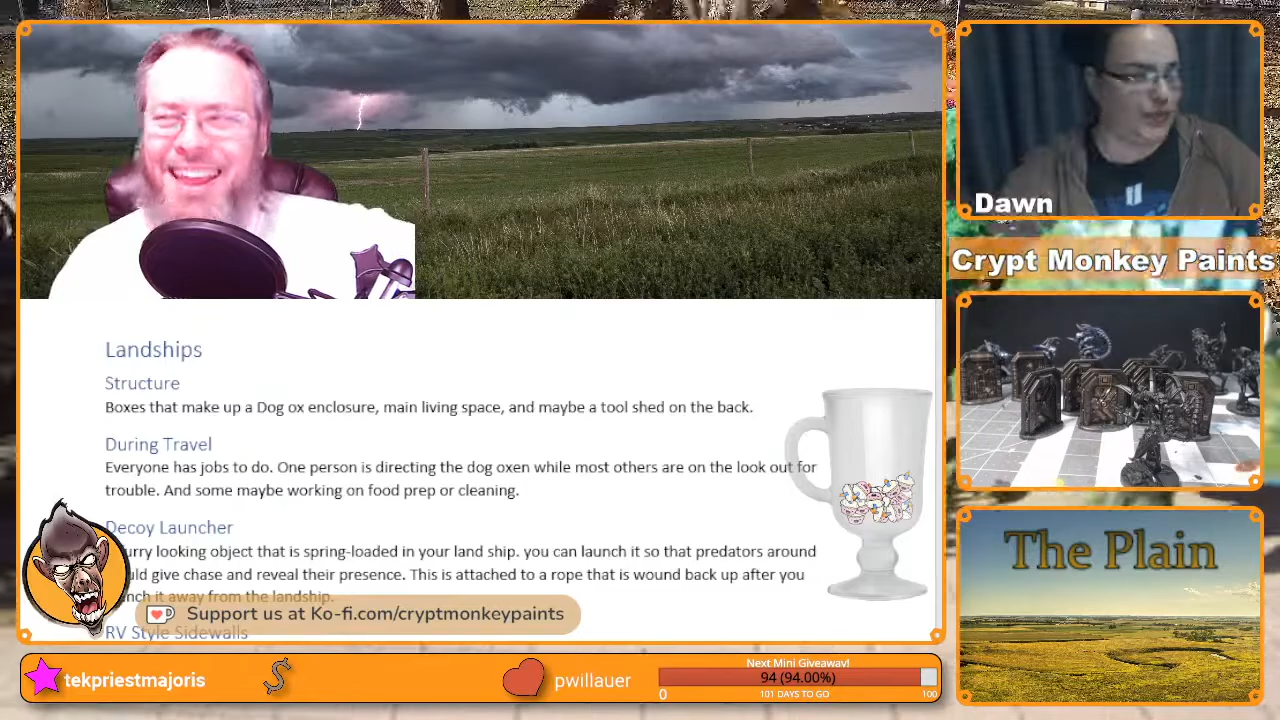 Landships
Structure
Boxes that make up a Dog ox enclosure, main living space, and maybe a tool shed on the back.
During Travel
Everyone has jobs to do. One person is directing the dog oxen while most others are on the look out for
trouble. And some maybe working on food prep or cleaning.
Decoy Launcher
looking object that is spring-loaded in your land ship. you can launch it so that predators around
give chase and reveal their presence. This is attached to a rope that is wound back up after you
it away from the landship.
RV Style Sidewalls
Support us at Ko-fi.com/cryptmonkeypaints
Dawn
Crypt Monkey Paints
The Plain
tekpriestmajoris
pwillauer
Next Mini Giveaway!
94 (94.00%)
0
101 DAYS TO GO
100